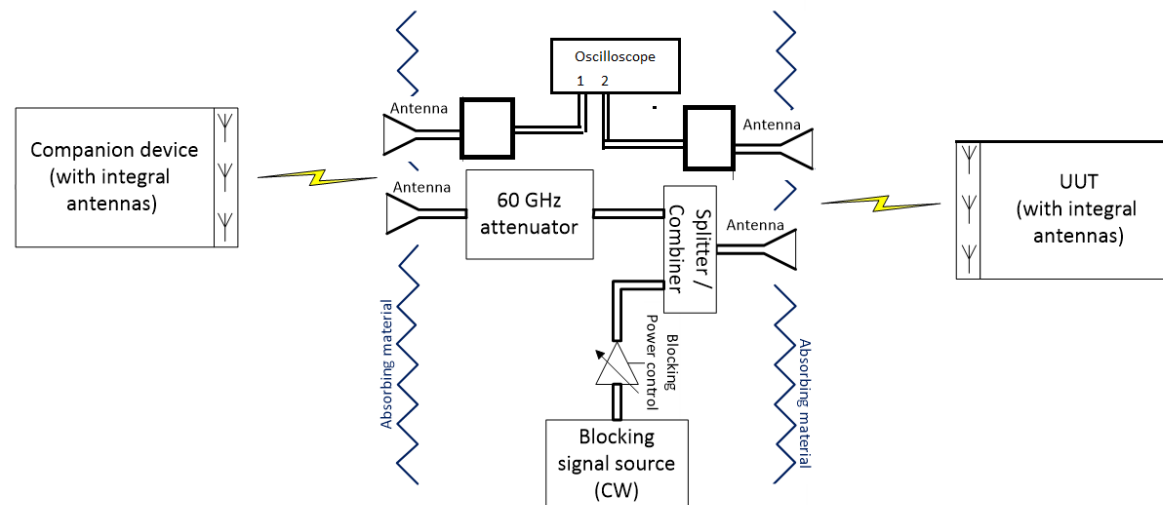 Oscilloscope
1 2
Antenna
Antenna
Companion device
(with integral
antennas)
UUT
(with integral
antennas)
Antenna
60 GHz
attenuator
Splitter /
Combiner
Antenna
Absorbing material
Blocking
Power control
Absorbing material
Blocking
signal source
(CW)